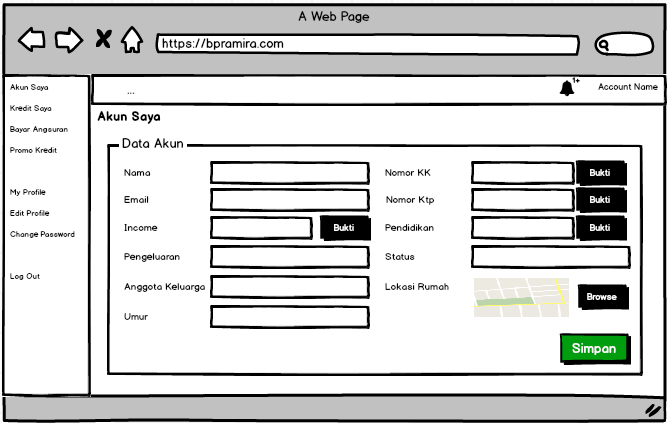 A Web Page
https://bpramira.com
Akun Saya
Kredit Saya
Bayar Angsuran
Promo Kredit
My Profile
Edit Profile
Change Password
Log Out
...
1+
Account Name
Akun Saya
Data Akun
Nama
Email
Income Bukti
Pengeluaran
Anggota Keluarga
Umur
Nomor KK Bukti
Nomor Ktp Bukti
Pendidikan Bukti
Status
Lokasi Rumah Browse
Simpan